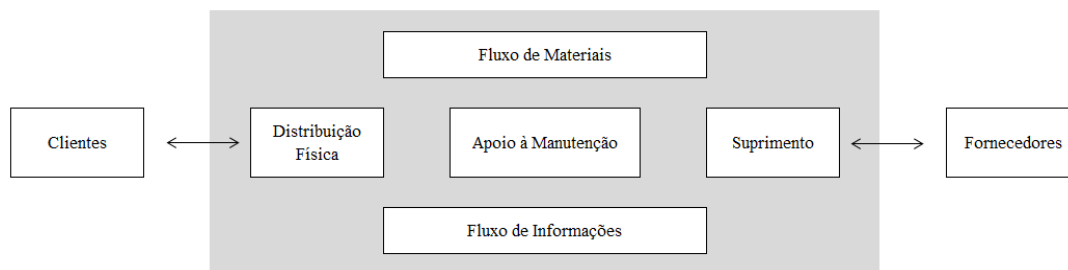 Fluxo de Materiais
Clientes
Distribuição
Física
Apoio à Manutenção
Suprimento
Fornecedores
Fluxo de Informações